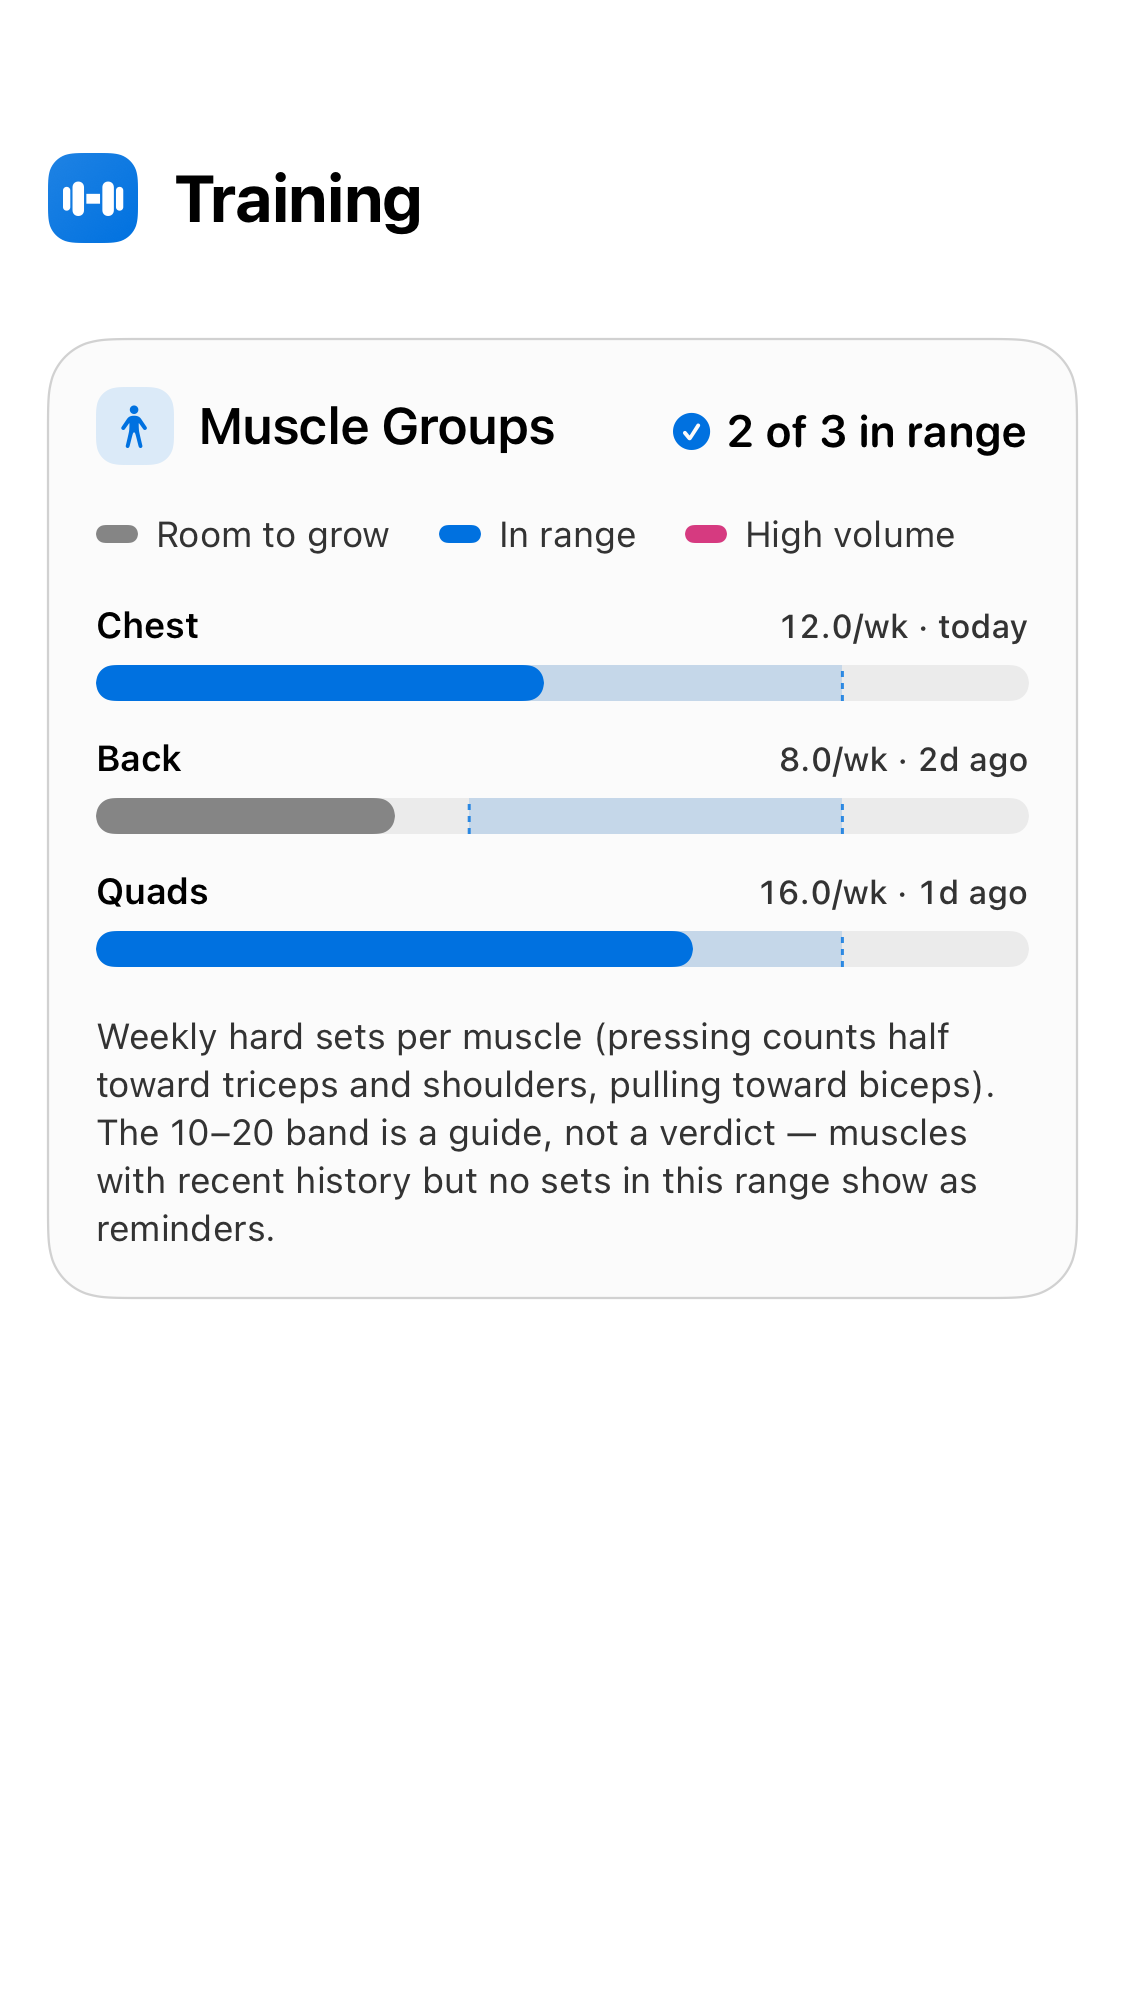 Training
Muscle Groups
2 of 3 in range
Room to grow
In range
High volume
Chest
12.0/wk · today
Back
8.0/wk · 2d ago
Quads
16.0/wk · 1d ago
Weekly hard sets per muscle (pressing counts half
toward triceps and shoulders, pulling toward biceps).
The 10–20 band is a guide, not a verdict — muscles
with recent history but no sets in this range show as
reminders.